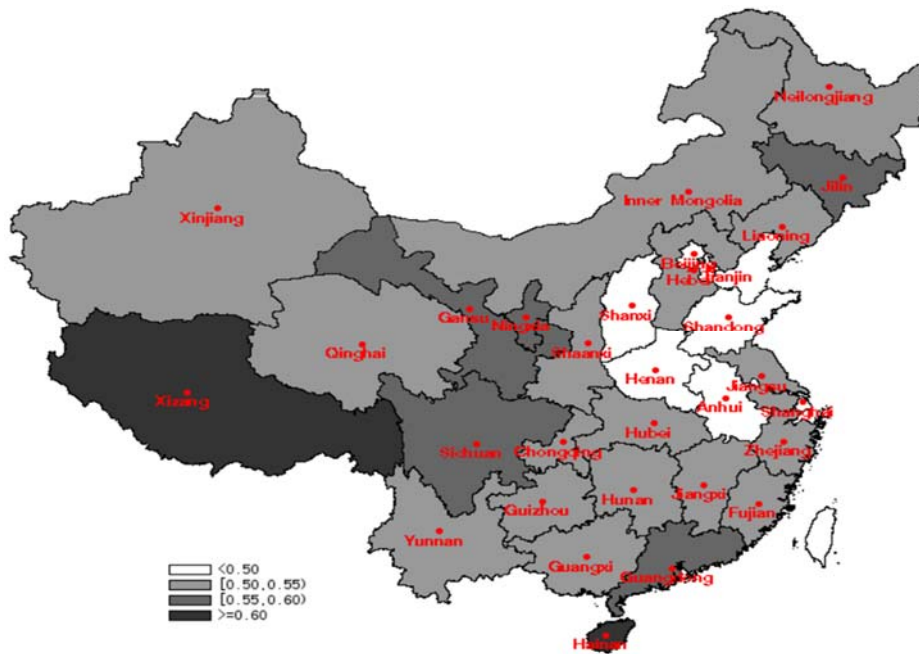 Neilongjiang
Jilin
Inner Mongolia
Xinjiang
Liaoning
Beijing
Tianjin
Hebei
Gansu
Ningxia
Shanxi
Shandong
Qinghai
Shaanxi
Henan
Jiangsu
Xizang
Anhui
Shanghai
Hubei
Sichuan
Chongqing
Zhejiang
Guizhou
Hunan
Jiangxi
Fujian
Yunnan
Guangxi
Guangdong
Hainan
<0.50
[0.50,0.55)
[0.55,0.60)
>=0.60